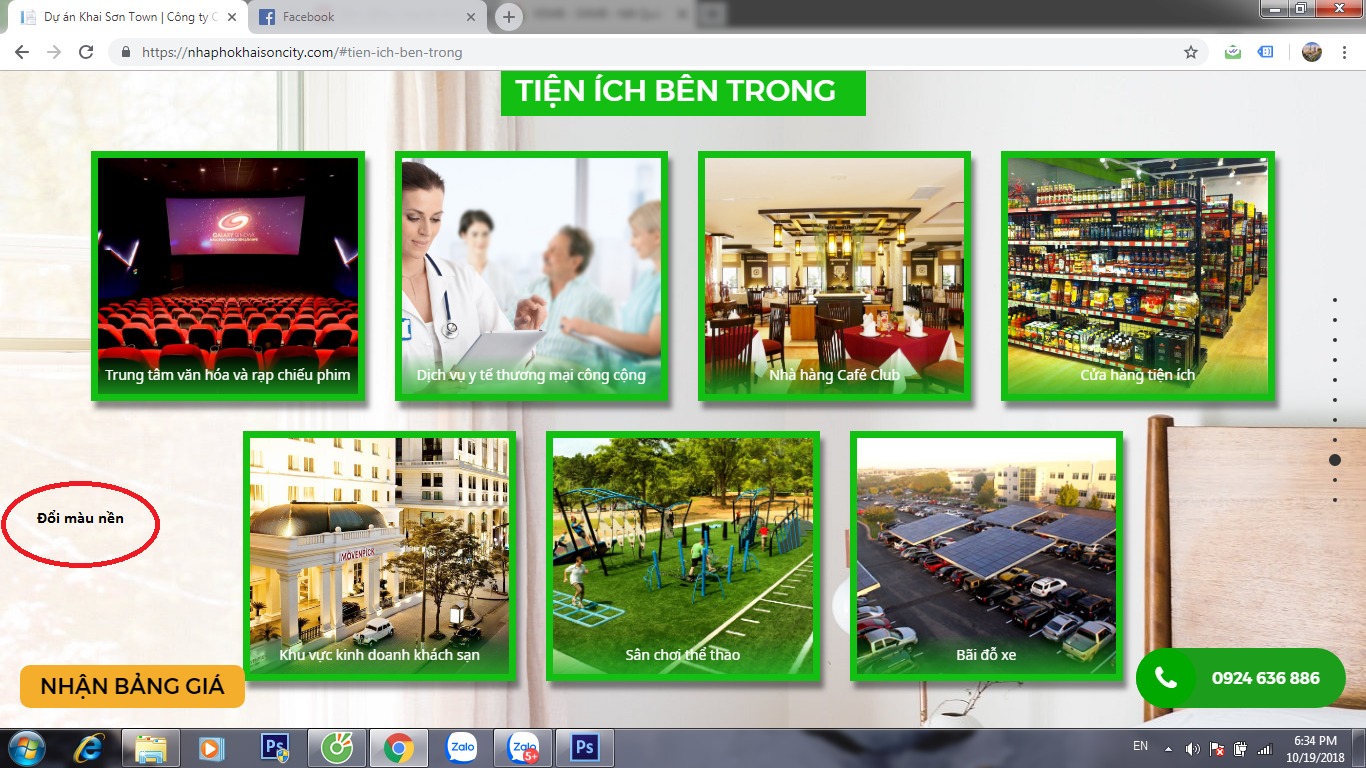 Dự án Khai Sơn Town | Công ty C
Facebook
https://nhaphokhaisoncity.com/#tien-ich-ben-trong
TIỆN ÍCH BÊN TRONG
GALAXY CINEMA
Trung tâm văn hóa và rạp chiếu phim
Dịch vụ y tế thương mại công cộng
Nhà hàng Café Club
Cửa hàng tiện ích
Đổi màu nền
MÖVENPICK
Khu vực kinh doanh khách sạn
Sân chơi thể thao
Bãi đỗ xe
NHẬN BẢNG GIÁ
0924 636 886
Ps
Zalo
Zalo
5+
Ps
EN
6:34 PM
10/19/2018